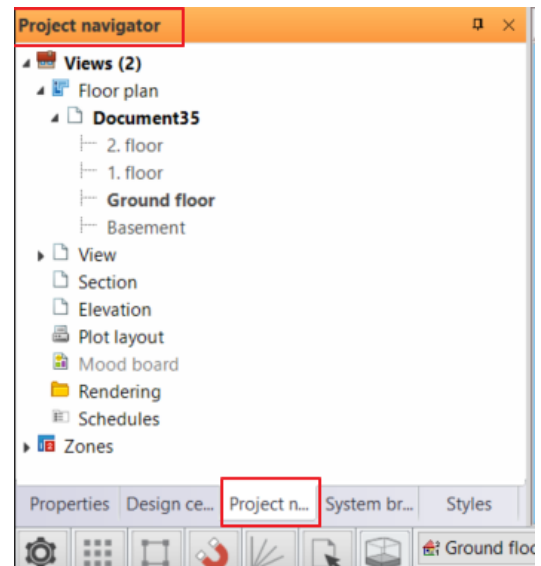 Project navigator
Views (2)
Floor plan
Document35
2. floor
1. floor
Ground floor
Basement
View
Section
Elevation
Plot layout
Mood board
Rendering
Schedules
Zones
Properties Design ce... Project n... System br... Styles
Ground floo